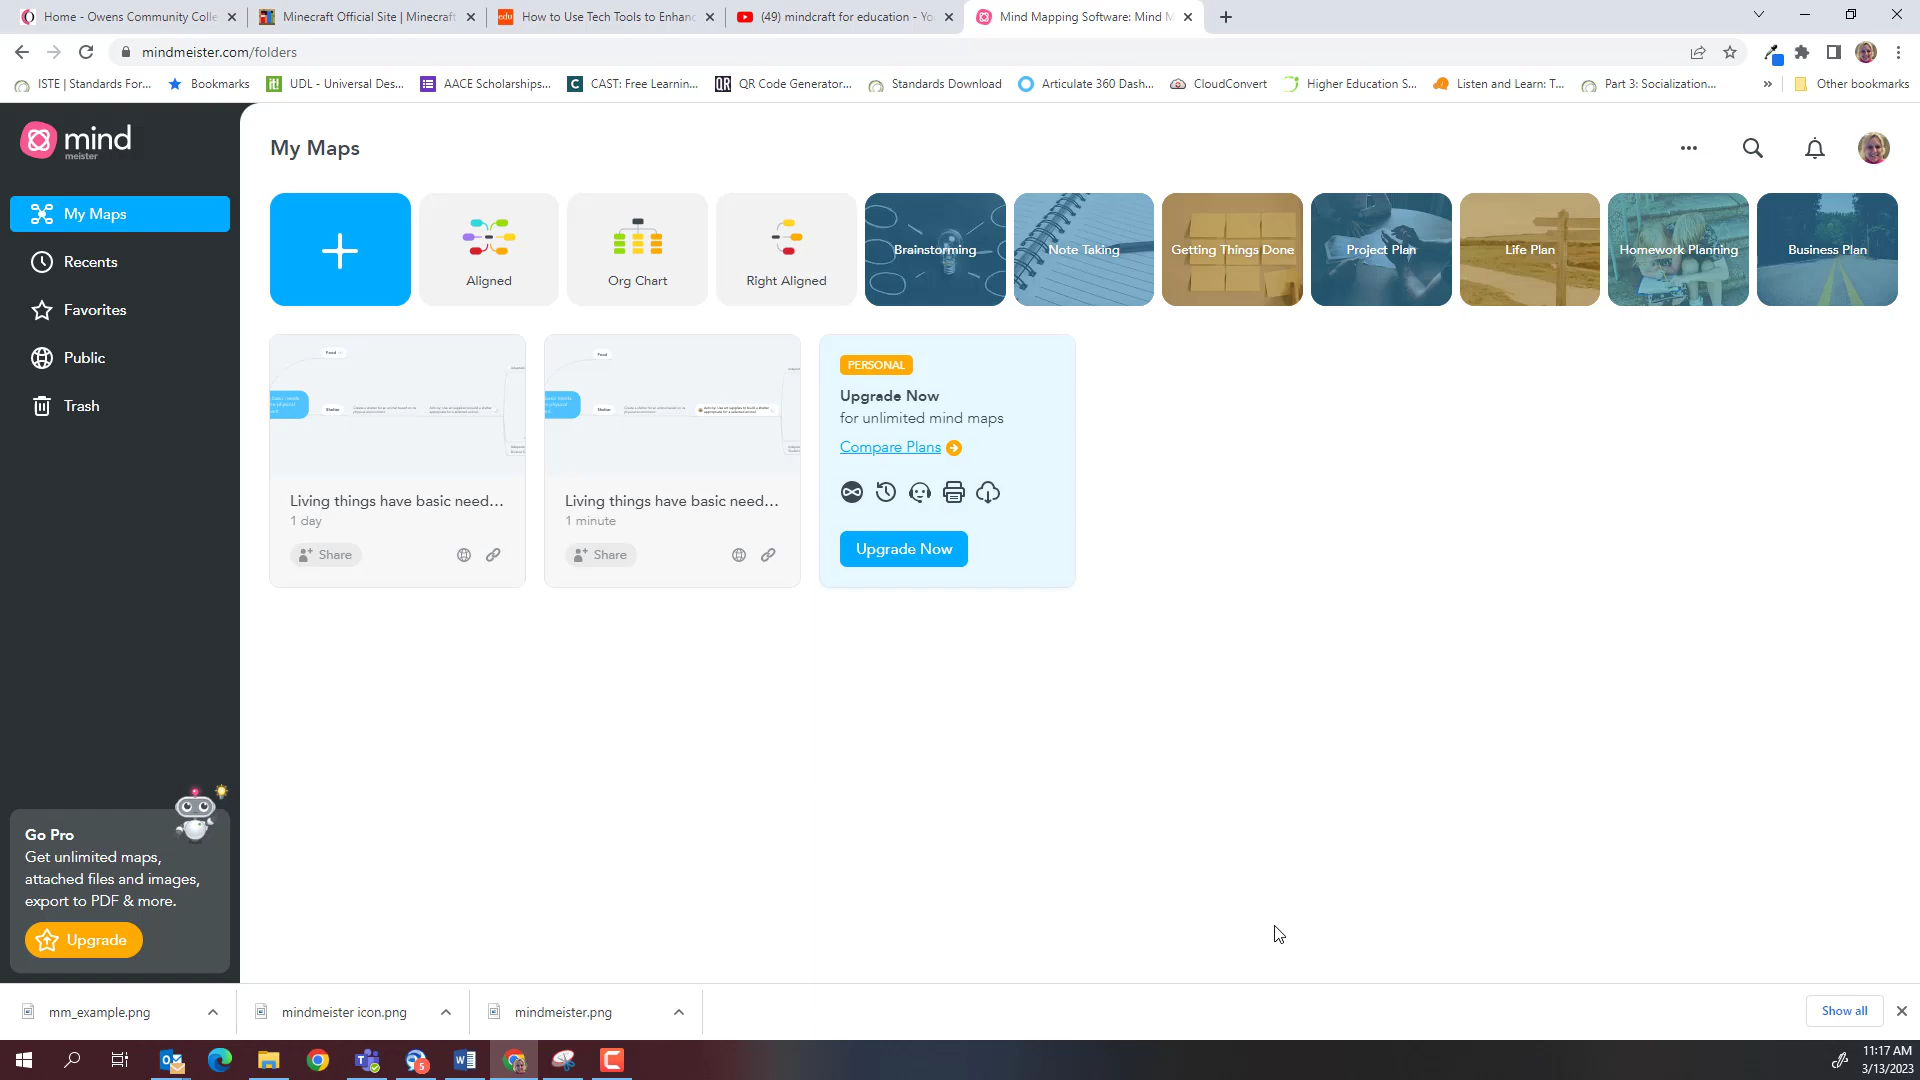 Home - Owens Community Colle
Minecraft Official Site | Minecraft
How to Use Tech Tools to Enhanc
(49) mindcraft for education - Yo
Mind Mapping Software: Mind M
mindmeister.com/folders
ISTE | Standards For...
Bookmarks
UDL - Universal Des...
AACE Scholarships...
CAST: Free Learnin...
QR Code Generator...
Standards Download
Articulate 360 Dash...
CloudConvert
Higher Education S...
Listen and Learn: T...
Part 3: Socialization...
Other bookmarks
mind
meister
My Maps
Recents
Favorites
Public
Trash
My Maps
Aligned
Org Chart
Right Aligned
Brainstorming
Note Taking
Getting Things Done
Project Plan
Life Plan
Homework Planning
Business Plan
Food
Shelter
Living things have basic need...
1 day
Share
Food
Shelter
Living things have basic need...
1 minute
Share
PERSONAL
Upgrade Now
for unlimited mind maps
Compare Plans
Upgrade Now
Go Pro
Get unlimited maps,
attached files and images,
export to PDF & more.
Upgrade
mm_example.png
mindmeister icon.png
mindmeister.png
Show all
11:17 AM
3/13/2023